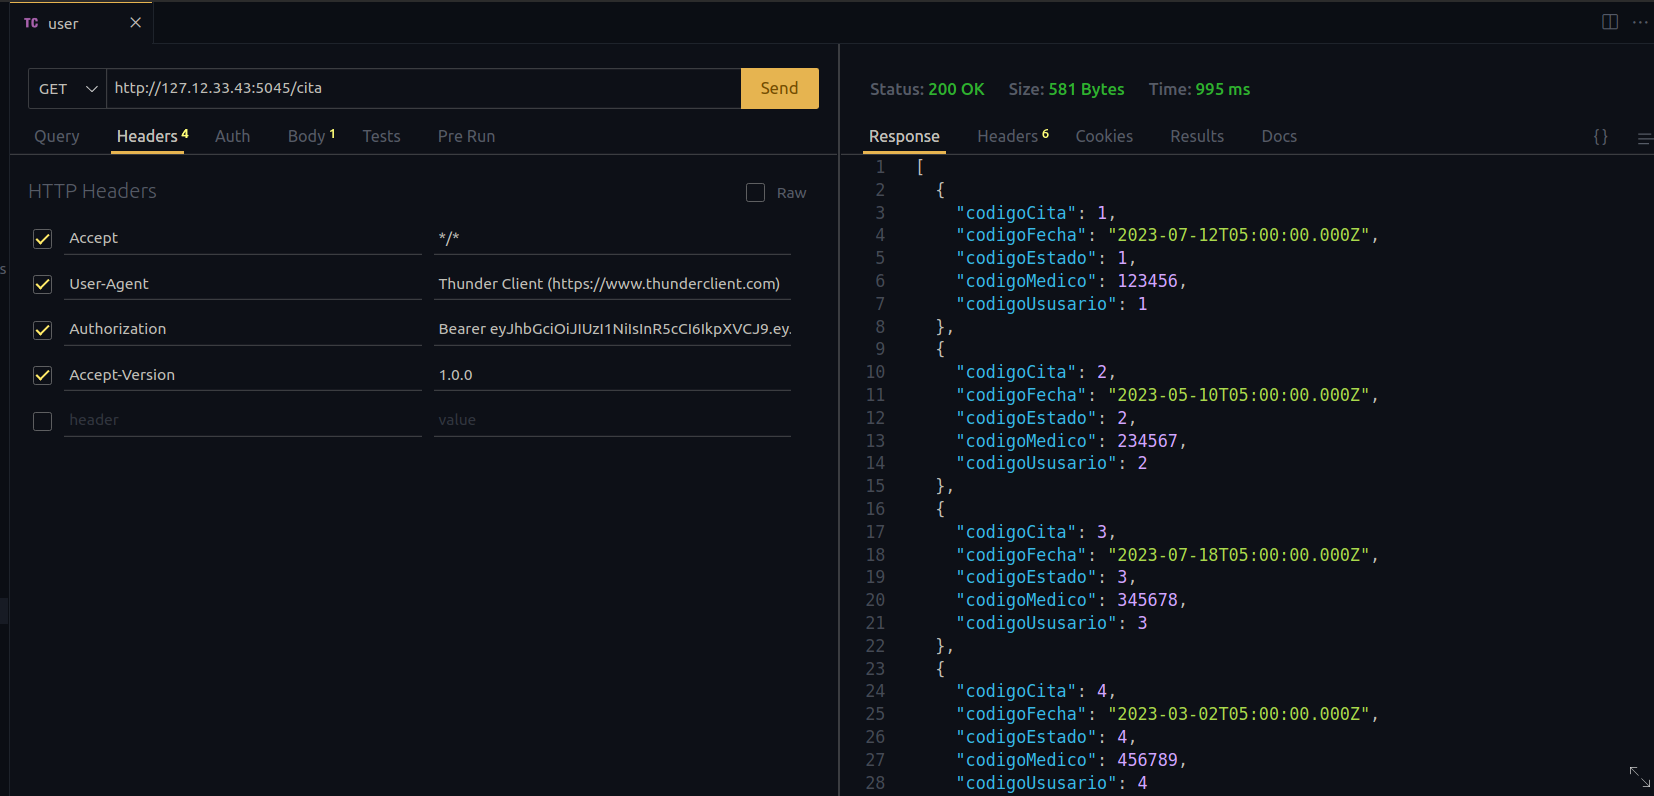 TC user
GET http://127.12.33.43:5045/cita Send
Query Headers 4 Auth Body 1 Tests Pre Run
HTTP Headers Raw
Accept */*
User-Agent Thunder Client (https://www.thunderclient.com)
Authorization Bearer eyJhbGciOiJIUzI1NiIsInR5cCI6IkpXVCJ9.ey.
Accept-Version 1.0.0
header value
s
Status: 200 OK Size: 581 Bytes Time: 995 ms
Response Headers 6 Cookies Results Docs {}
1 [
2 {
3 "codigoCita": 1,
4 "codigoFecha": "2023-07-12T05:00:00.000Z",
5 "codigoEstado": 1,
6 "codigoMedico": 123456,
7 "codigoUsusario": 1
8 },
9 {
10 "codigoCita": 2,
11 "codigoFecha": "2023-05-10T05:00:00.000Z",
12 "codigoEstado": 2,
13 "codigoMedico": 234567,
14 "codigoUsusario": 2
15 },
16 {
17 "codigoCita": 3,
18 "codigoFecha": "2023-07-18T05:00:00.000Z",
19 "codigoEstado": 3,
20 "codigoMedico": 345678,
21 "codigoUsusario": 3
22 },
23 {
24 "codigoCita": 4,
25 "codigoFecha": "2023-03-02T05:00:00.000Z",
26 "codigoEstado": 4,
27 "codigoMedico": 456789,
28 "codigoUsusario": 4